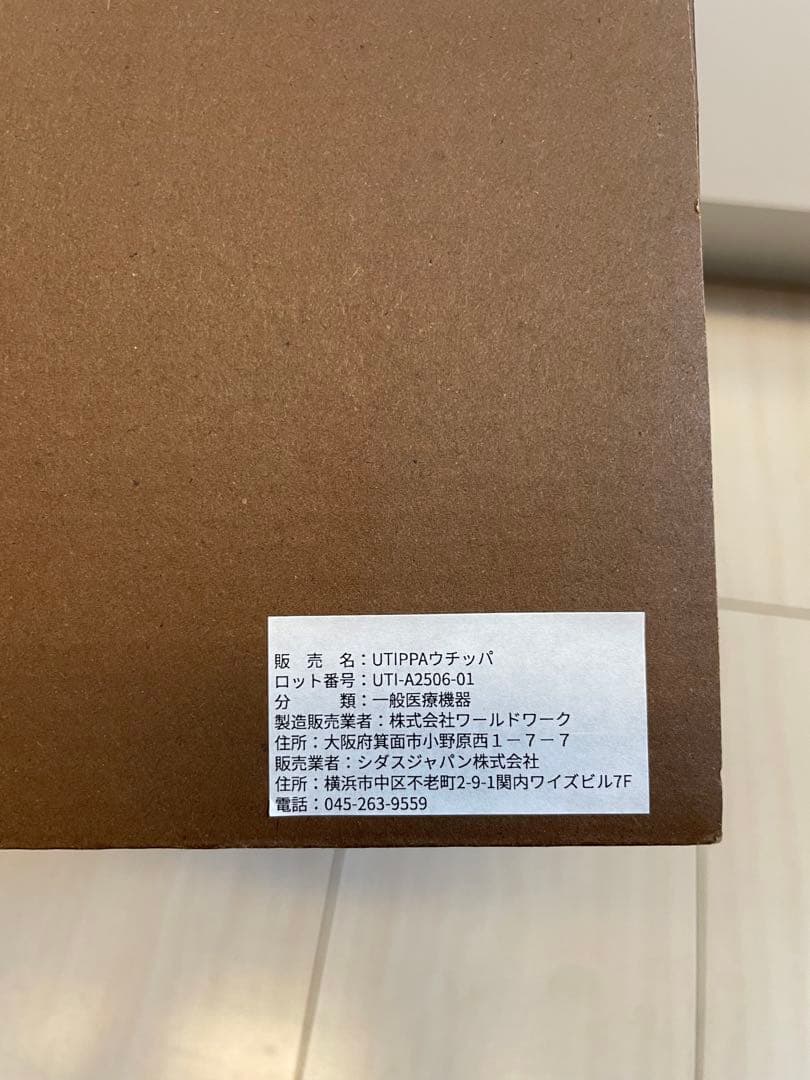 販　売　名：UTIPPAウチッパ
ロット番号：UTI-A2506-01
分　　　類：一般医療機器
製造販売業者：株式会社ワールドワーク
住所：大阪府箕面市小野原西１－７－７
販売業者：シダスジャパン株式会社
住所：横浜市中区不老町2-9-1関内ワイズビル7F
電話：045-263-9559